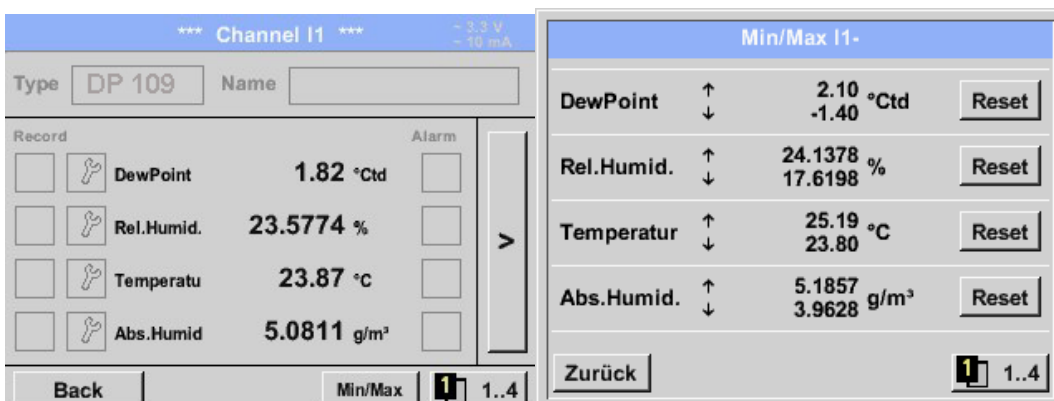 *** Channel I1 ***
~ 3.3 V
~ 10 mA
Type DP 109 Name
Record Alarm
DewPoint 1.82 °Ctd
Rel.Humid. 23.5774 %
Temperatu 23.87 °C
Abs.Humid 5.0811 g/m³
>
Back Min/Max 1 1..4
Min/Max I1-
DewPoint ↑ 2.10 °Ctd Reset
↓ -1.40
Rel.Humid. ↑ 24.1378 % Reset
↓ 17.6198
Temperatur ↑ 25.19 °C Reset
↓ 23.80
Abs.Humid. ↑ 5.1857 g/m³ Reset
↓ 3.9628
Zurück 1 1..4